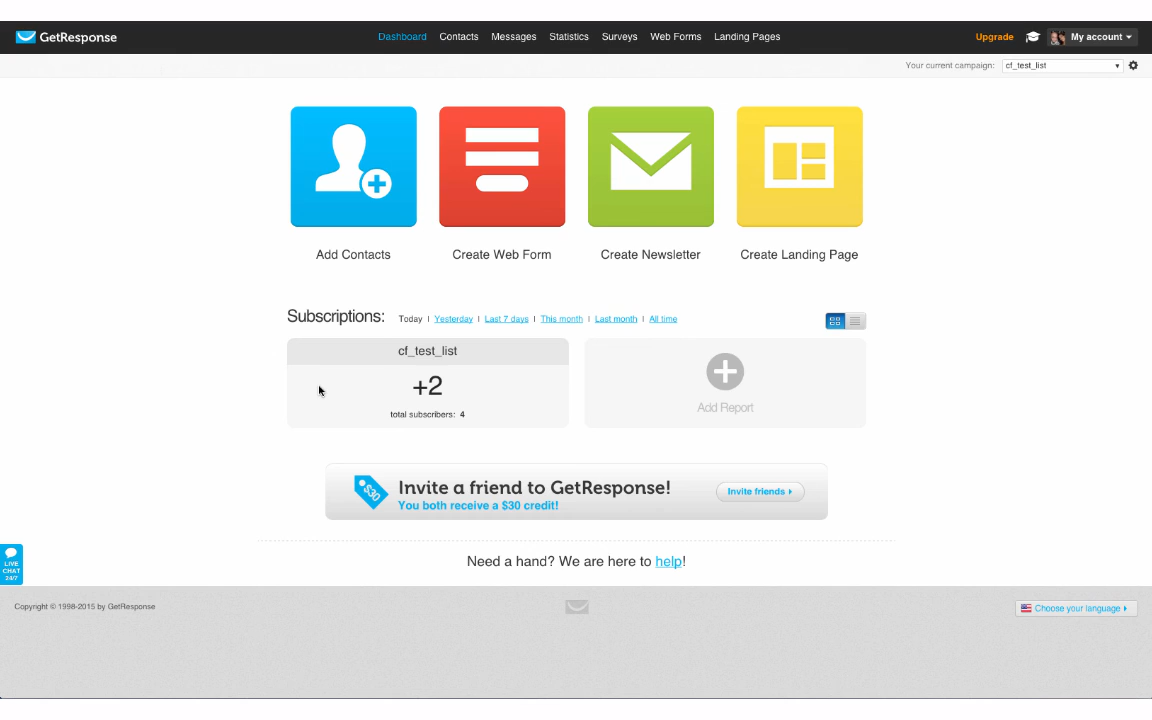 GetResponse
Dashboard Contacts Messages Statistics Surveys Web Forms Landing Pages
Upgrade My account
Your current campaign: cf_test_list
Add Contacts Create Web Form Create Newsletter Create Landing Page
Subscriptions: Today | Yesterday | Last 7 days | This month | Last month | All time
cf_test_list
+2
total subscribers: 4
Add Report
$30
Invite a friend to GetResponse!
You both receive a $30 credit!
Invite friends
Need a hand? We are here to help!
LIVE
CHAT
24/7
Copyright © 1998-2015 by GetResponse
Choose your language